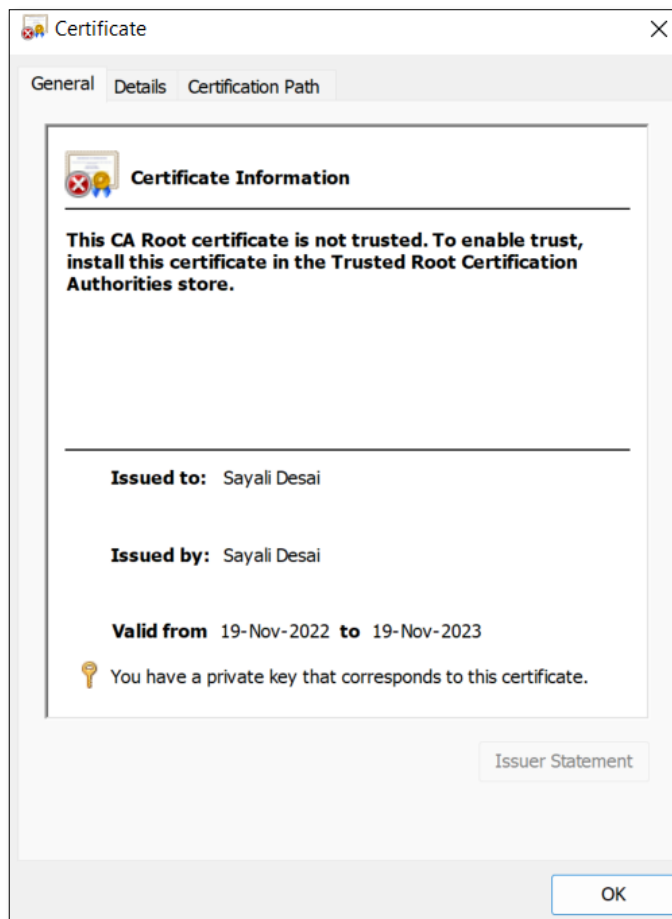 Certificate
General Details Certification Path
Certificate Information
This CA Root certificate is not trusted. To enable trust,
install this certificate in the Trusted Root Certification
Authorities store.
Issued to: Sayali Desai
Issued by: Sayali Desai
Valid from 19-Nov-2022 to 19-Nov-2023
You have a private key that corresponds to this certificate.
Issuer Statement
OK